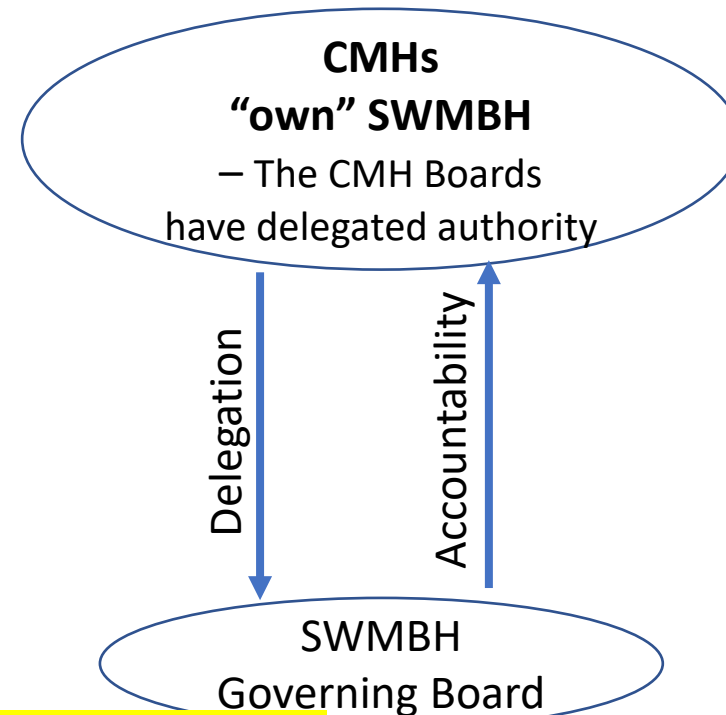 CMHs
“own” SWMBH
– The CMH Boards
have delegated authority
Delegation
Accountability
SWMBH
Governing Board